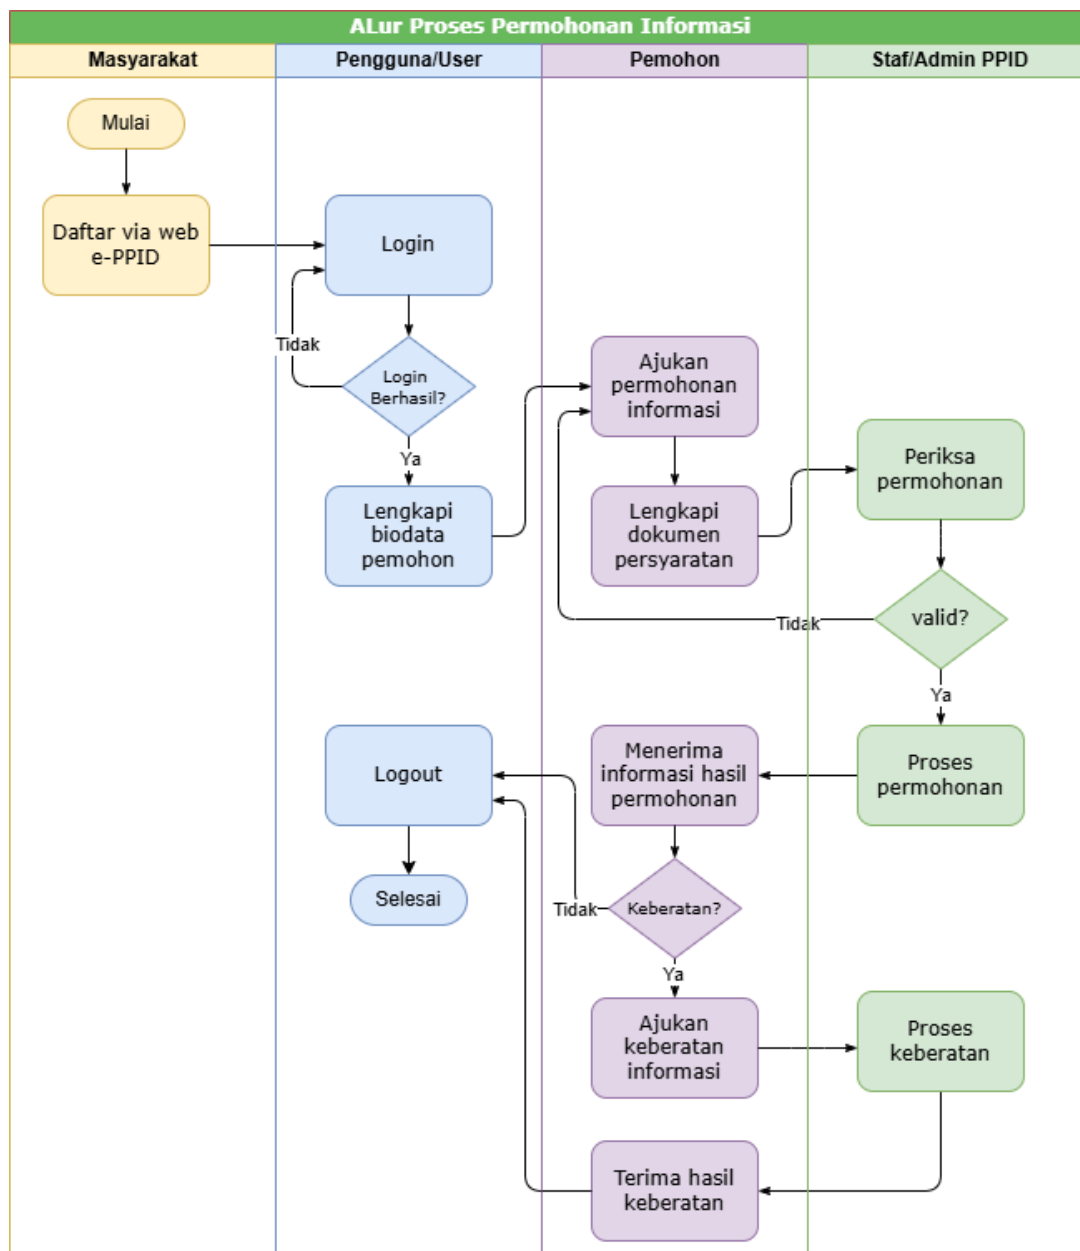 ALur Proses Permohonan Informasi
Masyarakat
Pengguna/User
Pemohon
Staf/Admin PPID
Mulai
Daftar via web
e-PPID
Login
Tidak
Login
Berhasil?
Ya
Lengkapi
biodata
pemohon
Ajukan
permohonan
informasi
Lengkapi
dokumen
persyaratan
Periksa
permohonan
valid?
Tidak
Ya
Proses
permohonan
Menerima
informasi hasil
permohonan
Logout
Selesai
Keberatan?
Tidak
Ya
Ajukan
keberatan
informasi
Proses
keberatan
Terima hasil
keberatan